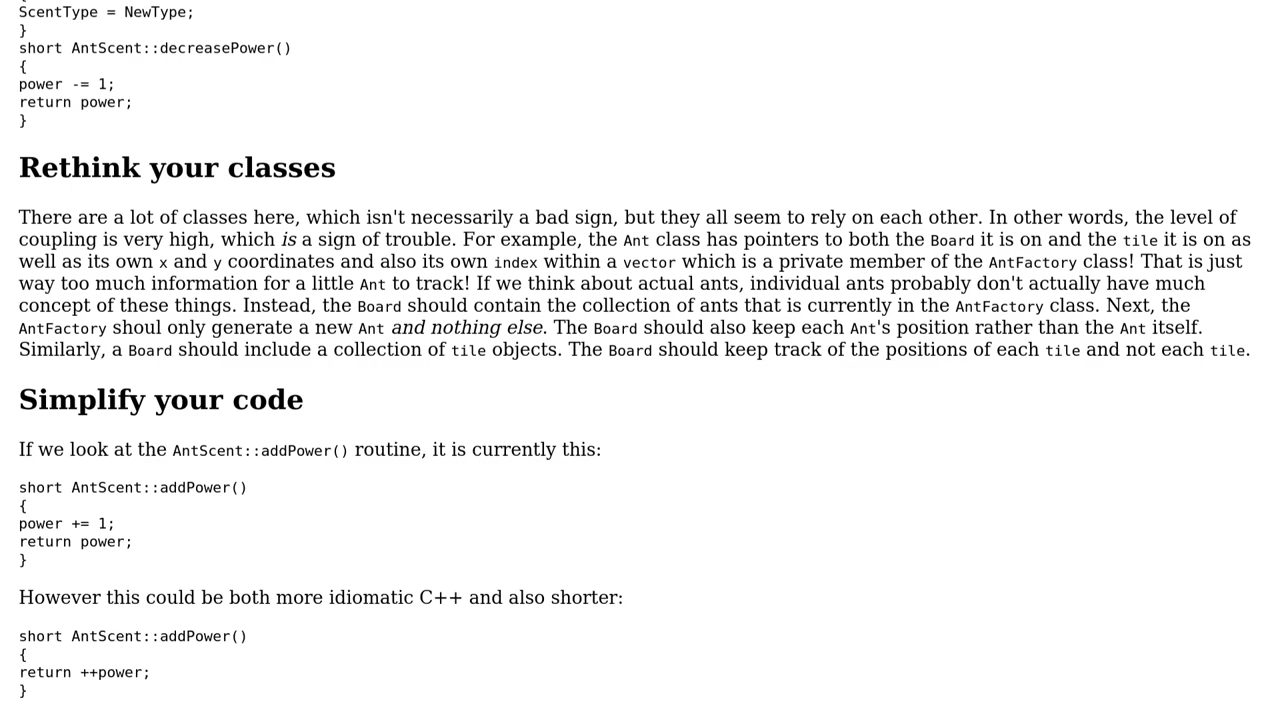 ScentType = NewType;
}
short AntScent::decreasePower()
{
power -= 1;
return power;
}
Rethink your classes
There are a lot of classes here, which isn't necessarily a bad sign, but they all seem to rely on each other. In other words, the level of
coupling is very high, which is a sign of trouble. For example, the Ant class has pointers to both the Board it is on and the tile it is on as
well as its own x and y coordinates and also its own index within a vector which is a private member of the AntFactory class! That is just
way too much information for a little Ant to track! If we think about actual ants, individual ants probably don't actually have much
concept of these things. Instead, the Board should contain the collection of ants that is currently in the AntFactory class. Next, the
AntFactory shoul only generate a new Ant and nothing else. The Board should also keep each Ant's position rather than the Ant itself.
Similarly, a Board should include a collection of tile objects. The Board should keep track of the positions of each tile and not each tile.
Simplify your code
If we look at the AntScent::addPower() routine, it is currently this:
short AntScent::addPower()
{
power += 1;
return power;
}
However this could be both more idiomatic C++ and also shorter:
short AntScent::addPower()
{
return ++power;
}